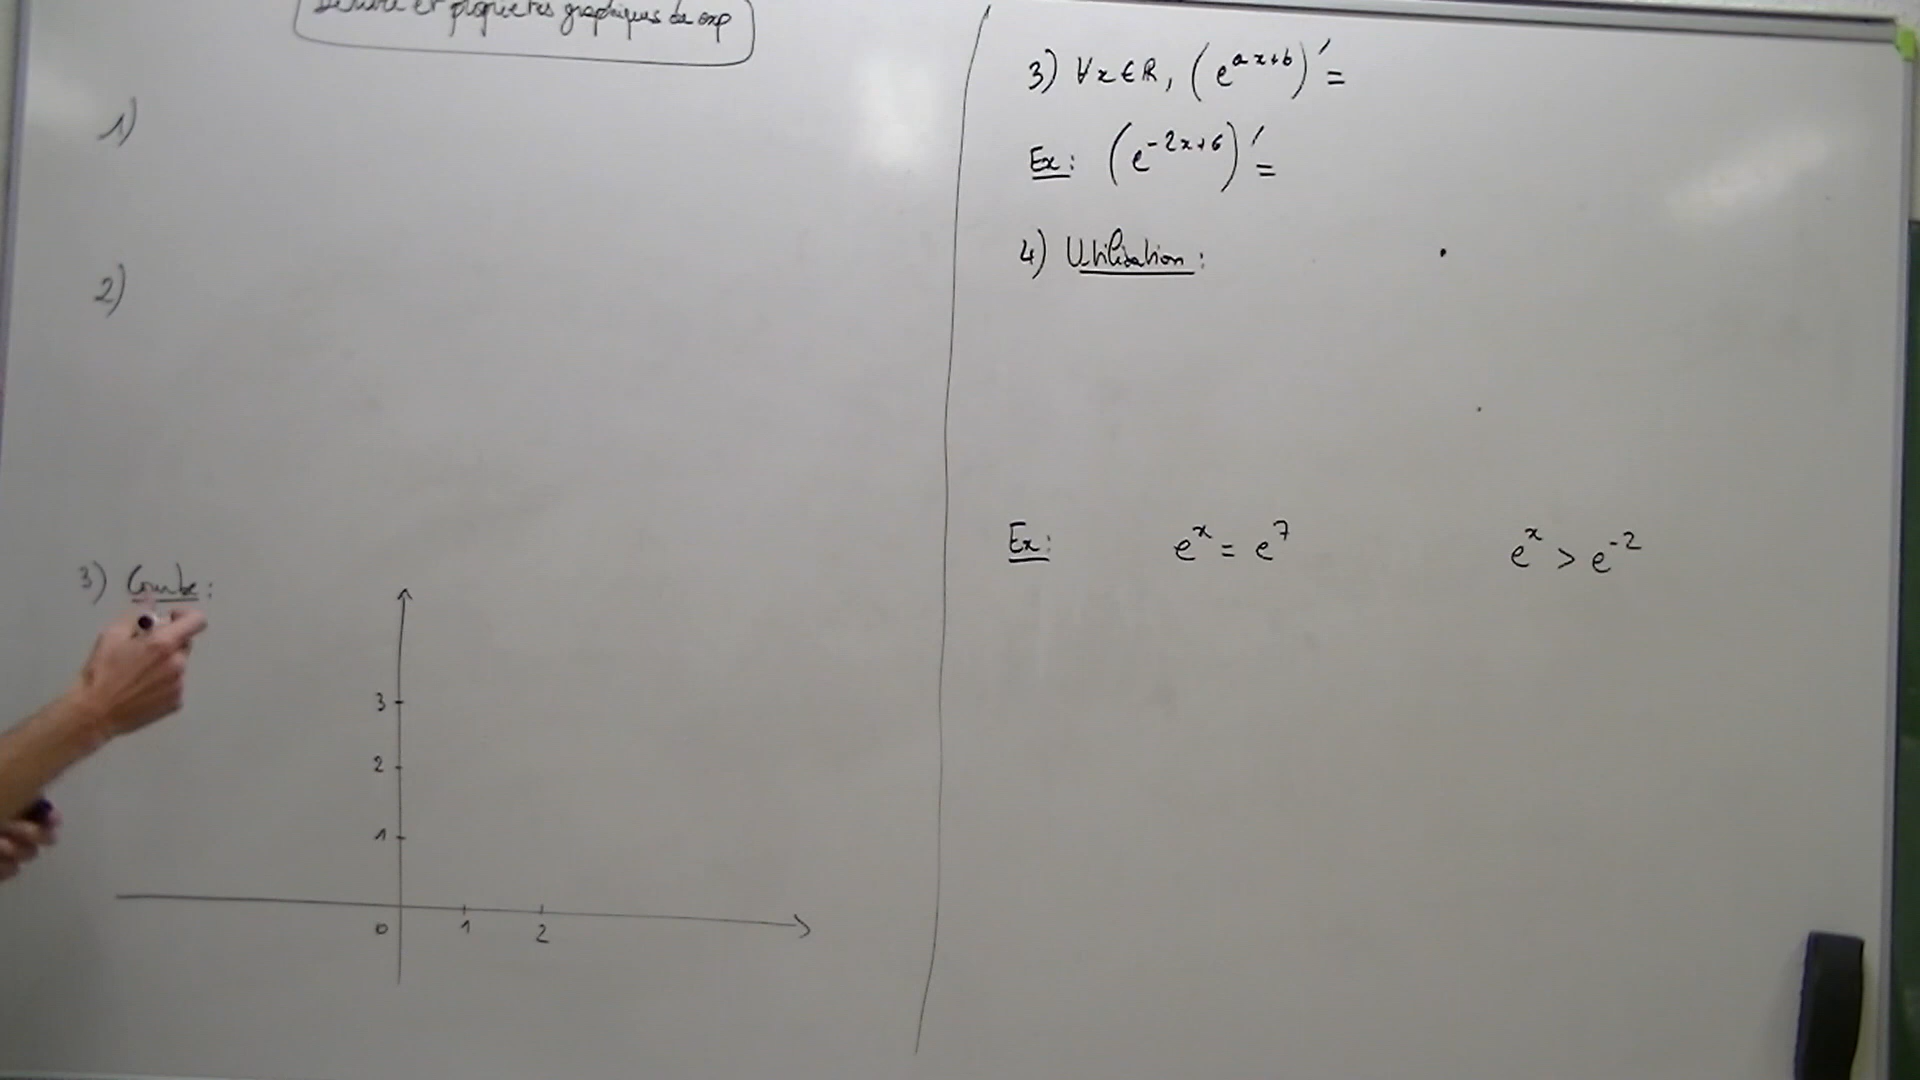 Dérivée et propriétés graphiques de exp
1)
2)
3) Courbe :
3
2
1
0 1 2
3) ∀x∈ℝ, (e^{ax+b})' =
Ex : (e^{-2x+6})' =
4) Utilisation :
Ex : e^x = e^7 e^x > e^{-2}